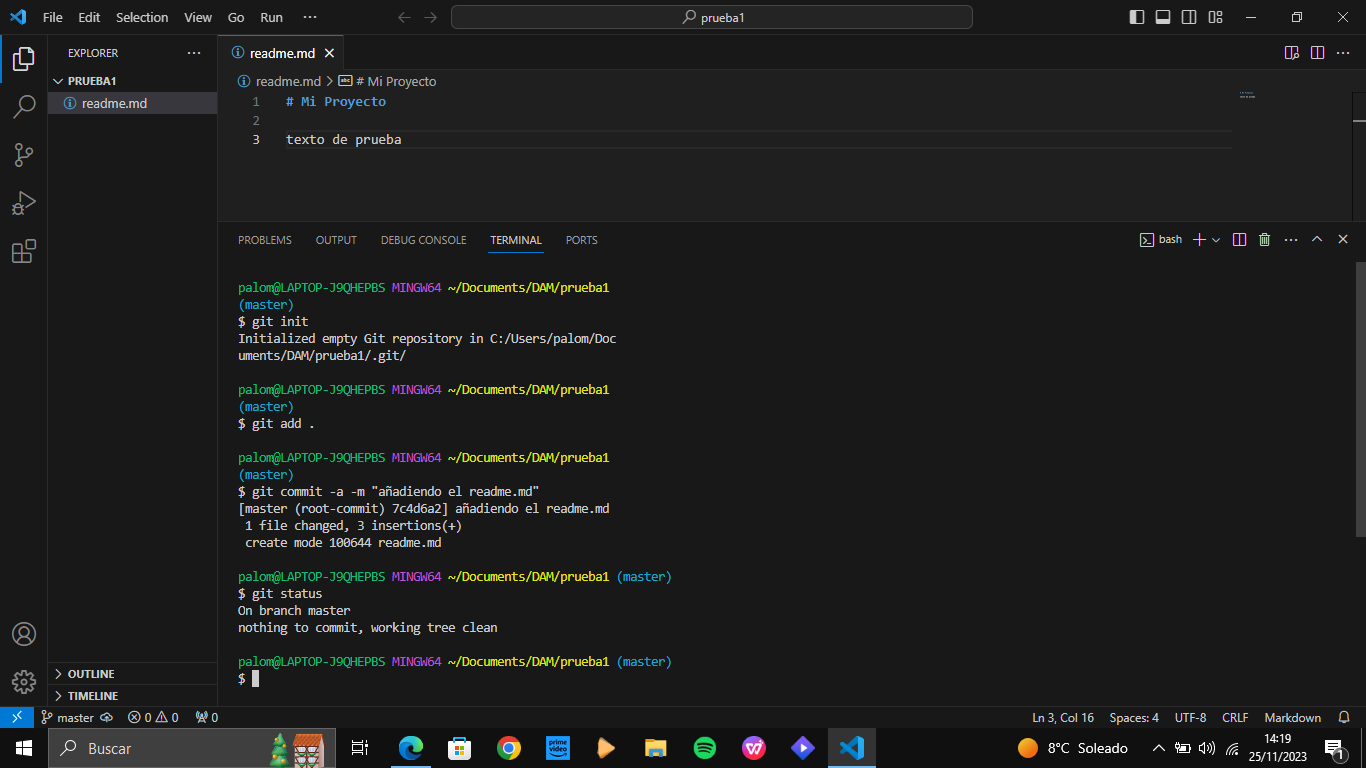 File Edit Selection View Go Run ···
prueba1
EXPLORER ···
readme.md
PRUEBA1
readme.md
readme.md > # Mi Proyecto
1 # Mi Proyecto
2
3 texto de prueba
PROBLEMS OUTPUT DEBUG CONSOLE TERMINAL PORTS
bash
palom@LAPTOP-J9QHEPBS MINGW64 ~/Documents/DAM/prueba1
(master)
$ git init
Initialized empty Git repository in C:/Users/palom/Doc
uments/DAM/prueba1/.git/
palom@LAPTOP-J9QHEPBS MINGW64 ~/Documents/DAM/prueba1
(master)
$ git add .
palom@LAPTOP-J9QHEPBS MINGW64 ~/Documents/DAM/prueba1
(master)
$ git commit -a -m "añadiendo el readme.md"
[master (root-commit) 7c4d6a2] añadiendo el readme.md
1 file changed, 3 insertions(+)
create mode 100644 readme.md
palom@LAPTOP-J9QHEPBS MINGW64 ~/Documents/DAM/prueba1 (master)
$ git status
On branch master
nothing to commit, working tree clean
palom@LAPTOP-J9QHEPBS MINGW64 ~/Documents/DAM/prueba1 (master)
$
OUTLINE
TIMELINE
master 0 0 0
Ln 3, Col 16 Spaces: 4 UTF-8 CRLF Markdown
Buscar
prime video
8°C Soleado
14:19
25/11/2023
1